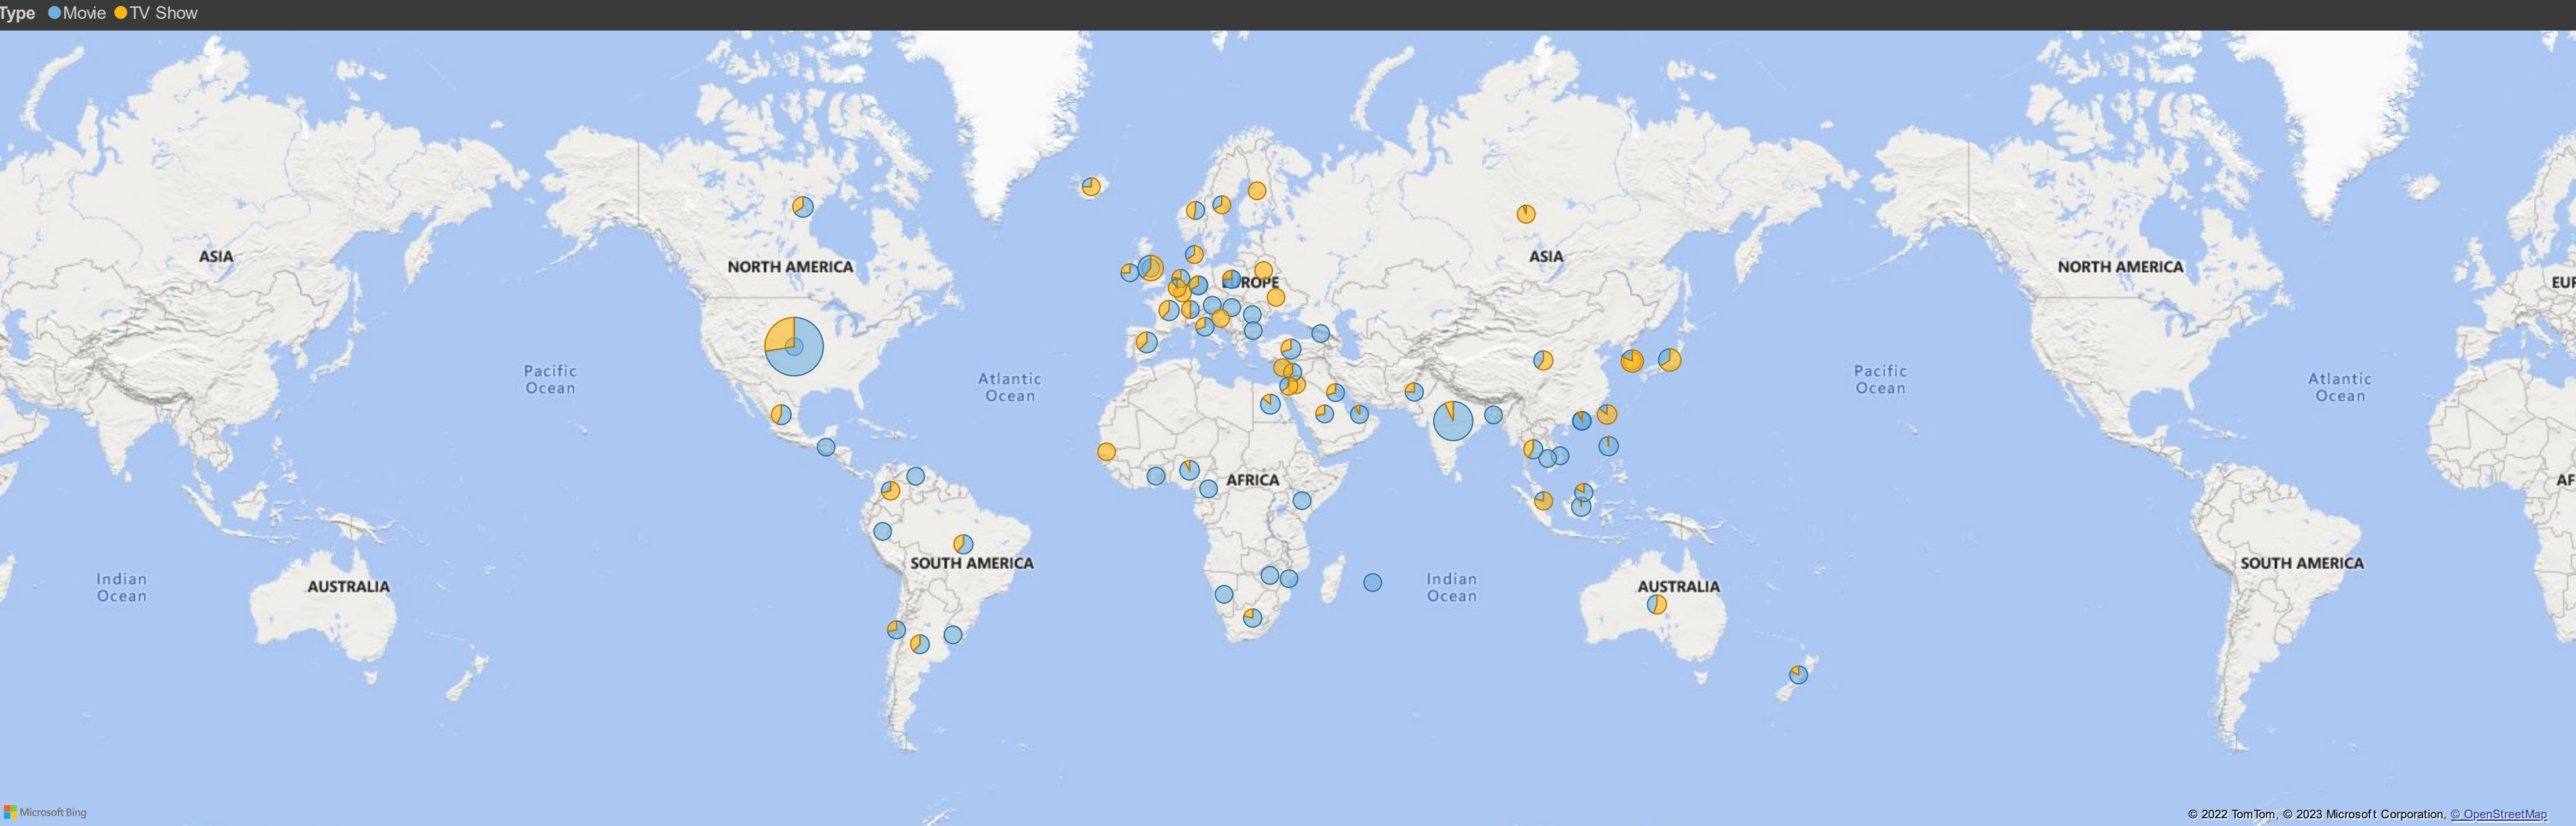 Type Movie TV Show
ASIA
NORTH AMERICA
ROPE
ASIA
NORTH AMERICA
EUR
Pacific
Ocean
Atlantic
Ocean
Pacific
Ocean
Atlantic
Ocean
AFRICA
AF
SOUTH AMERICA
SOUTH AMERICA
Indian
Ocean
AUSTRALIA
Indian
Ocean
AUSTRALIA
Microsoft Bing
© 2022 TomTom, © 2023 Microsoft Corporation, © OpenStreetMap